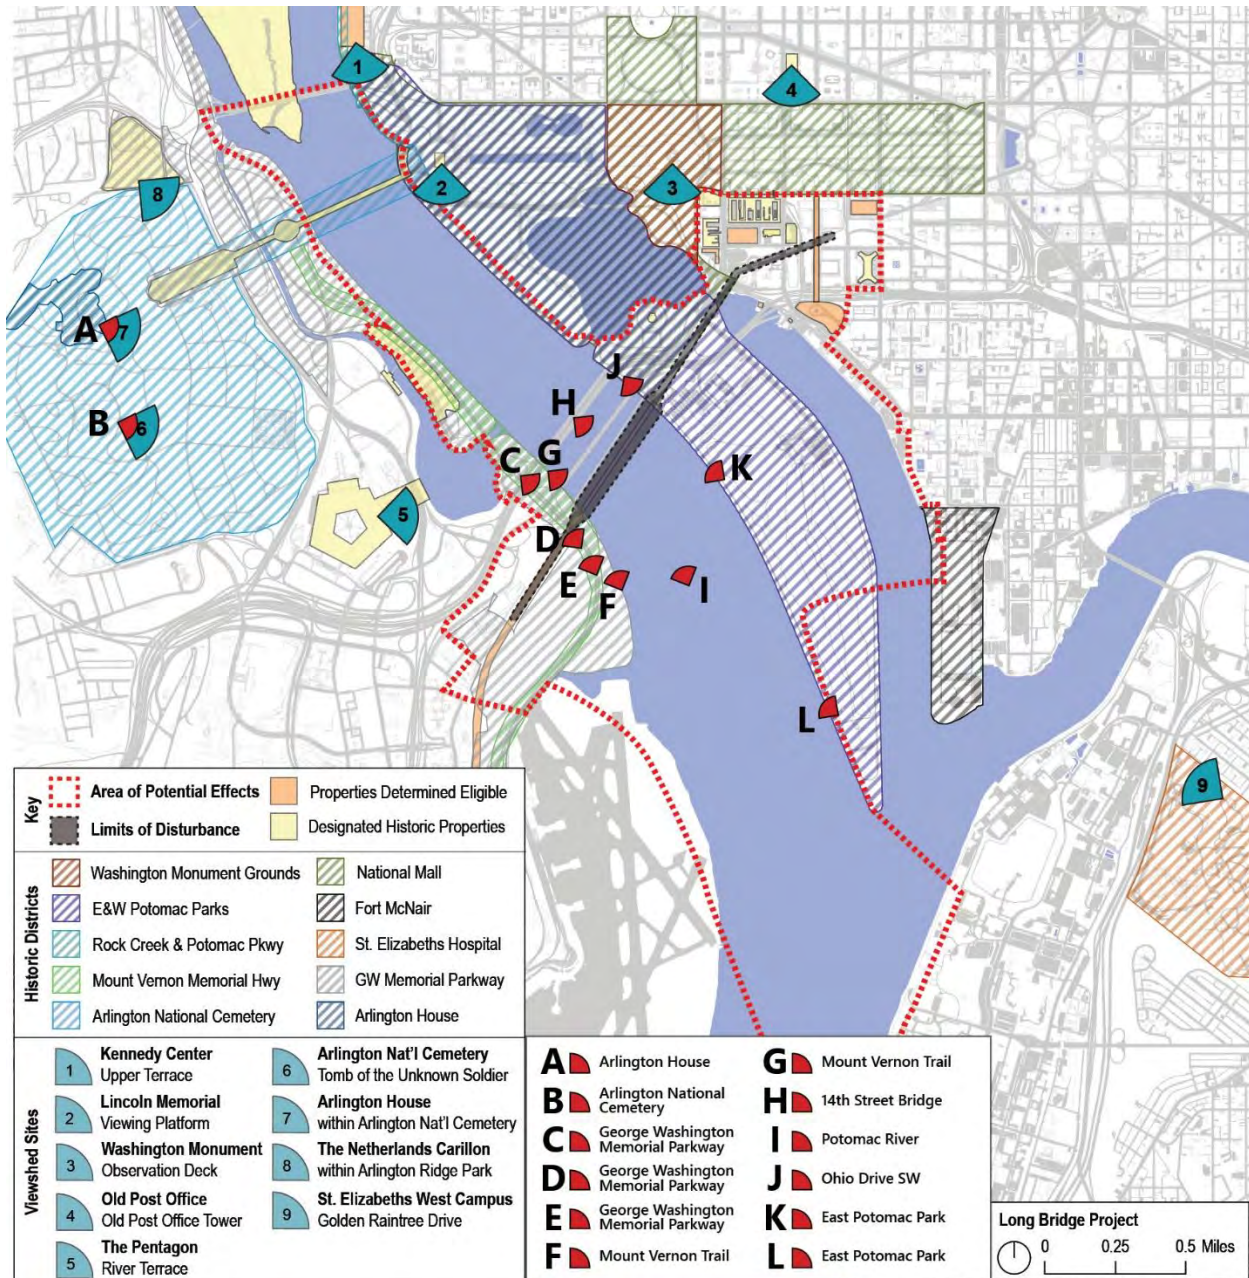 1
4
2
3
8
A
7
J
H
B
6
G
C
K
5
D
E
F
I
L
9
Key
Area of Potential Effects
Properties Determined Eligible
Limits of Disturbance
Designated Historic Properties
Historic Districts
Washington Monument Grounds
National Mall
E&W Potomac Parks
Fort McNair
Rock Creek & Potomac Pkwy
St. Elizabeths Hospital
Mount Vernon Memorial Hwy
GW Memorial Parkway
Arlington National Cemetery
Arlington House
Viewshed Sites
1 Kennedy Center
Upper Terrace
2 Lincoln Memorial
Viewing Platform
3 Washington Monument
Observation Deck
4 Old Post Office
Old Post Office Tower
5 The Pentagon
River Terrace
6 Arlington Nat'l Cemetery
Tomb of the Unknown Soldier
7 Arlington House
within Arlington Nat'l Cemetery
8 The Netherlands Carillon
within Arlington Ridge Park
9 St. Elizabeths West Campus
Golden Raintree Drive
A Arlington House
B Arlington National
Cemetery
C George Washington
Memorial Parkway
D George Washington
Memorial Parkway
E George Washington
Memorial Parkway
F Mount Vernon Trail
G Mount Vernon Trail
H 14th Street Bridge
I Potomac River
J Ohio Drive SW
K East Potomac Park
L East Potomac Park
Long Bridge Project
0 0.25 0.5 Miles